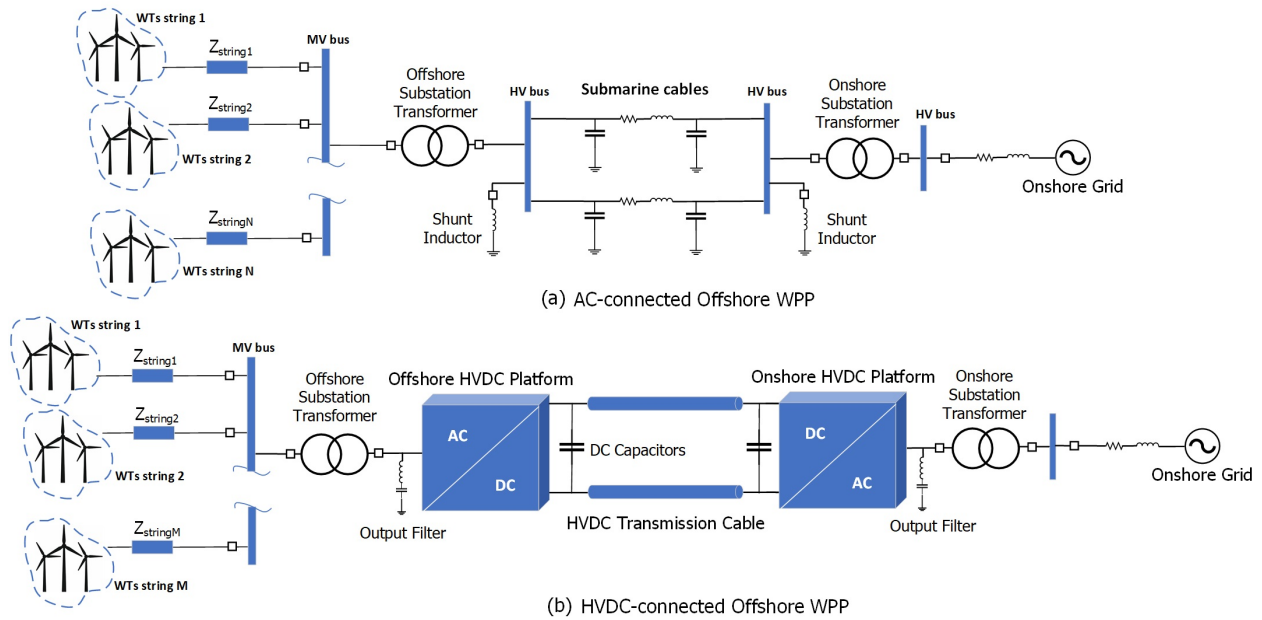 WTs string 1
Zstring1
MV bus
Offshore
Substation
Transformer
HV bus
Submarine cables
HV bus
Onshore
Substation
Transformer
HV bus
Zstring2
WTs string 2
Onshore Grid
ZstringN
WTs string N
Shunt
Inductor
Shunt
Inductor
(a) AC-connected Offshore WPP
WTs string 1
Zstring1
MV bus
Offshore
Substation
Transformer
Offshore HVDC Platform
Onshore HVDC Platform
Onshore
Substation
Transformer
Zstring2
WTs string 2
AC
DC
DC Capacitors
DC
AC
Onshore Grid
Output Filter
HVDC Transmission Cable
Output Filter
ZstringM
WTs string M
(b) HVDC-connected Offshore WPP